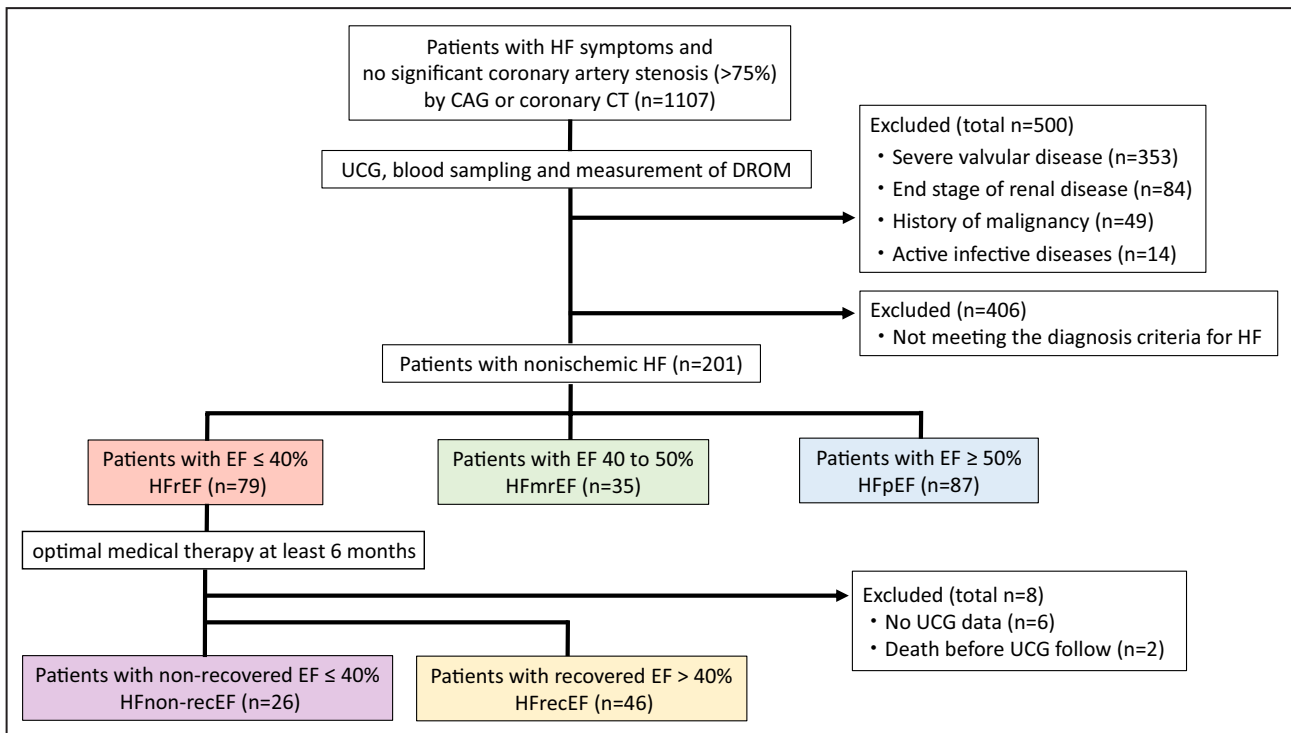 Patients with HF symptoms and
no significant coronary artery stenosis (>75%)
by CAG or coronary CT (n=1107)
UCG, blood sampling and measurement of DROM
Excluded (total n=500)
・Severe valvular disease (n=353)
・End stage of renal disease (n=84)
・History of malignancy (n=49)
・Active infective diseases (n=14)
Excluded (n=406)
・Not meeting the diagnosis criteria for HF
Patients with nonischemic HF (n=201)
Patients with EF ≤ 40%
HFrEF (n=79)
Patients with EF 40 to 50%
HFmrEF (n=35)
Patients with EF ≥ 50%
HFpEF (n=87)
optimal medical therapy at least 6 months
Excluded (total n=8)
・No UCG data (n=6)
・Death before UCG follow (n=2)
Patients with non-recovered EF ≤ 40%
HFnon-recEF (n=26)
Patients with recovered EF > 40%
HFrecEF (n=46)